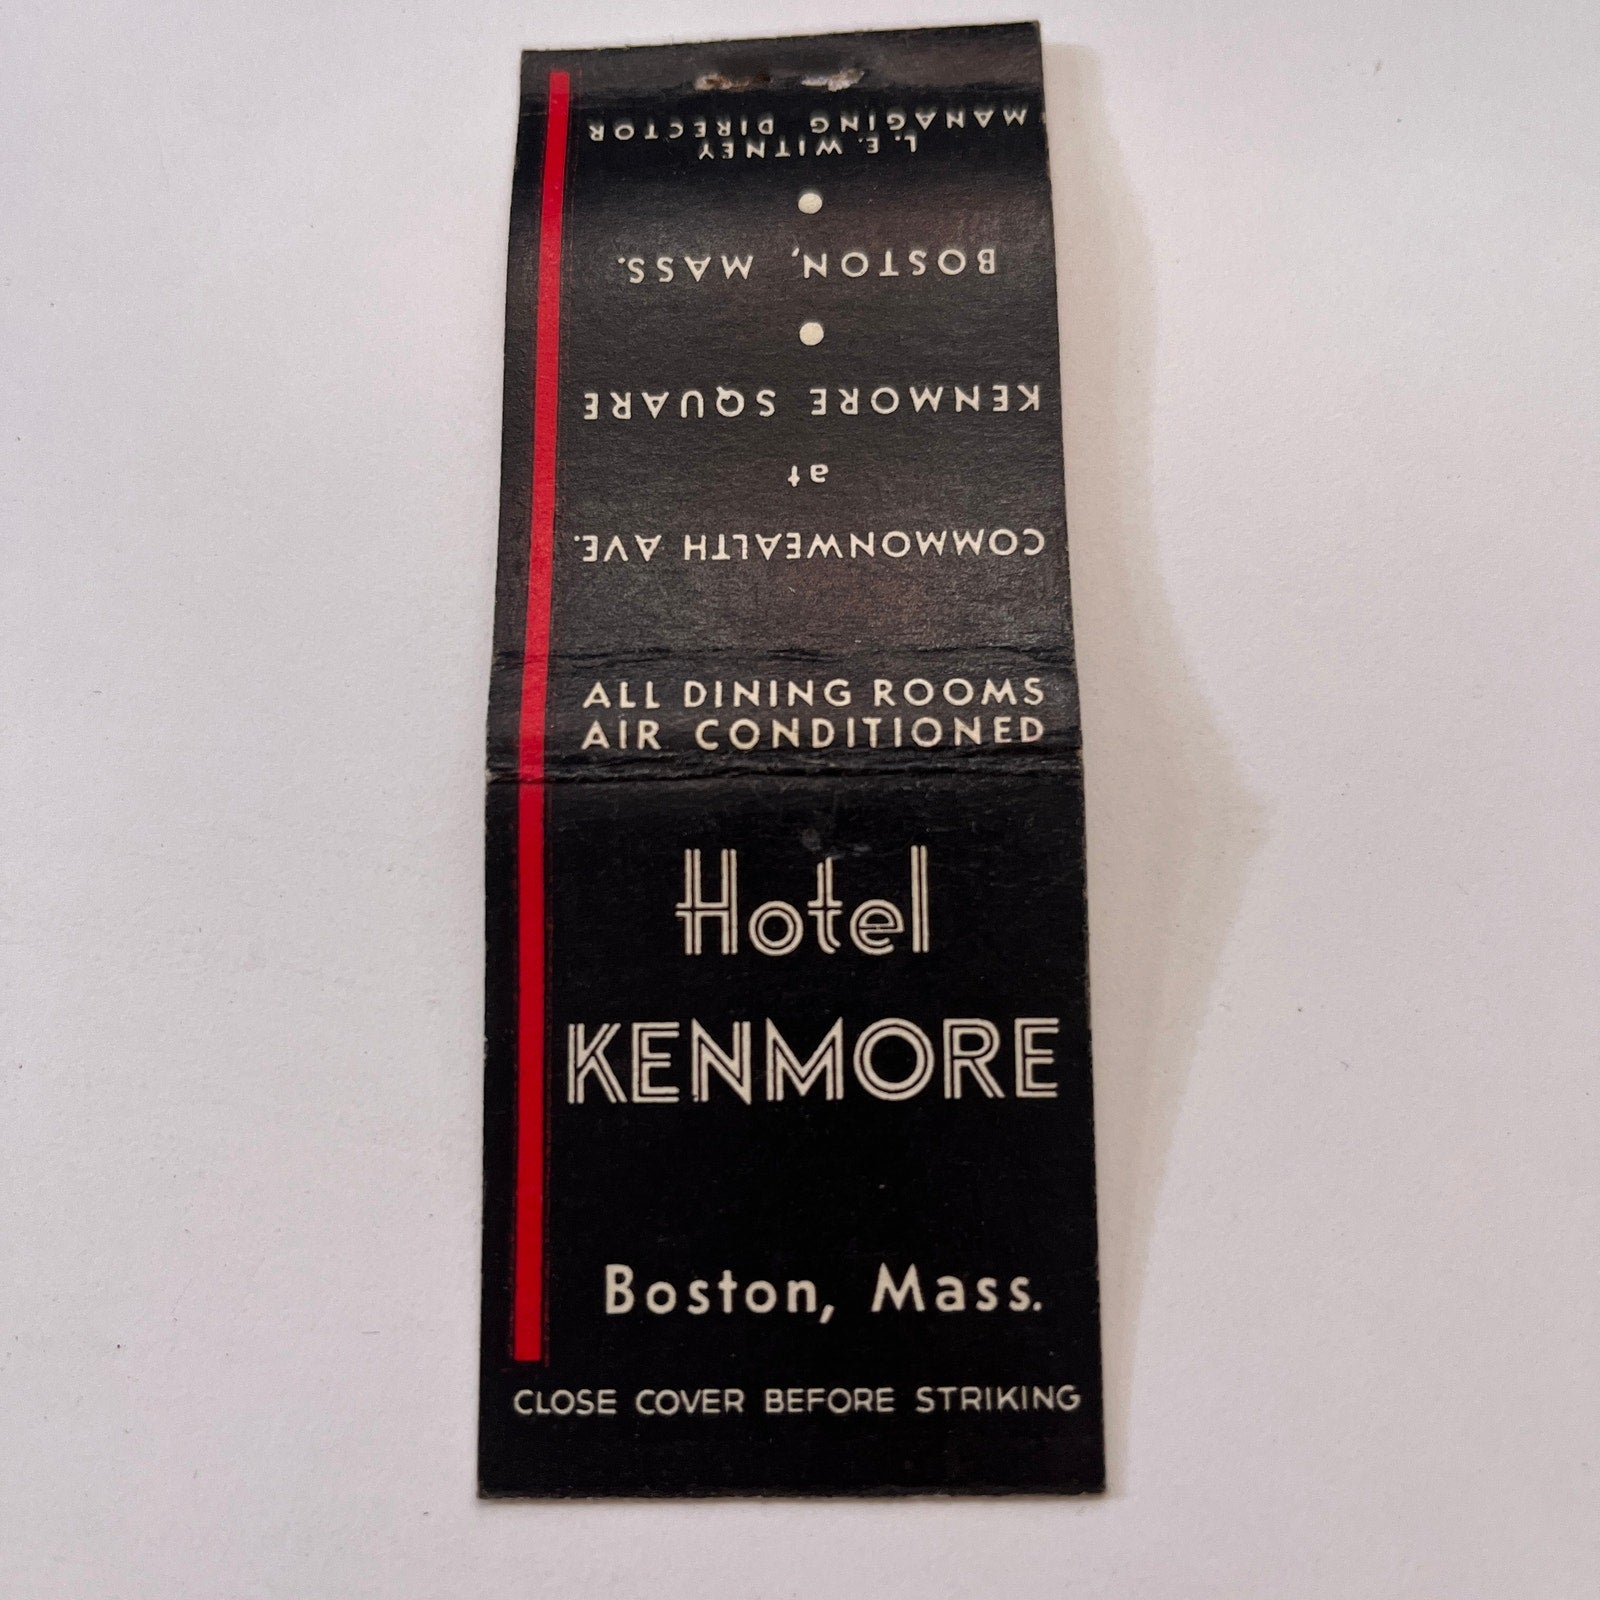 Hotel
KENMORE
Boston, Mass.
CLOSE COVER BEFORE STRIKING
ALL DINING ROOMS
AIR CONDITIONED
COMMONWEALTH AVE.
at
KENMORE SQUARE
BOSTON, MASS.
L. E. WITNEY
MANAGING DIRECTOR